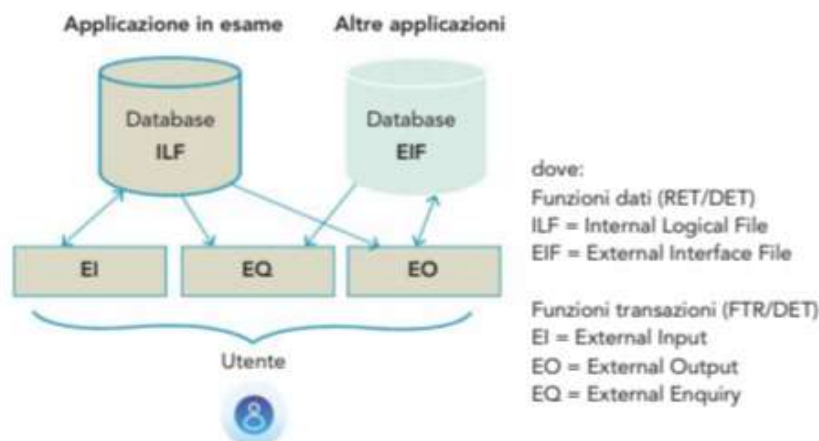 Applicazione in esame
Altre applicazioni
Database
ILF
Database
EIF
EI
EQ
EO
Utente
dove:
Funzioni dati (RET/DET)
ILF = Internal Logical File
EIF = External Interface File
Funzioni transazioni (FTR/DET)
EI = External Input
EO = External Output
EQ = External Enquiry